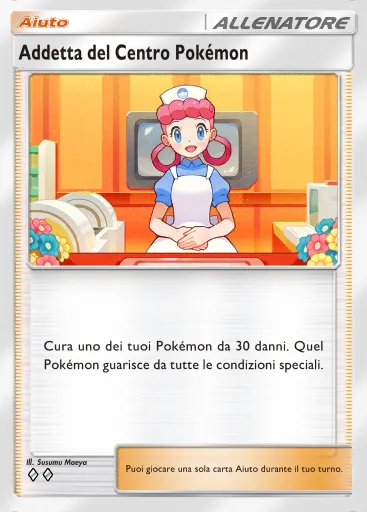 Aiuto
ALLENATORE
Addetta del Centro Pokémon
Cura uno dei tuoi Pokémon da 30 danni. Quel
Pokémon guarisce da tutte le condizioni speciali.
Ill. Susumu Maeya
Puoi giocare una sola carta Aiuto durante il tuo turno.